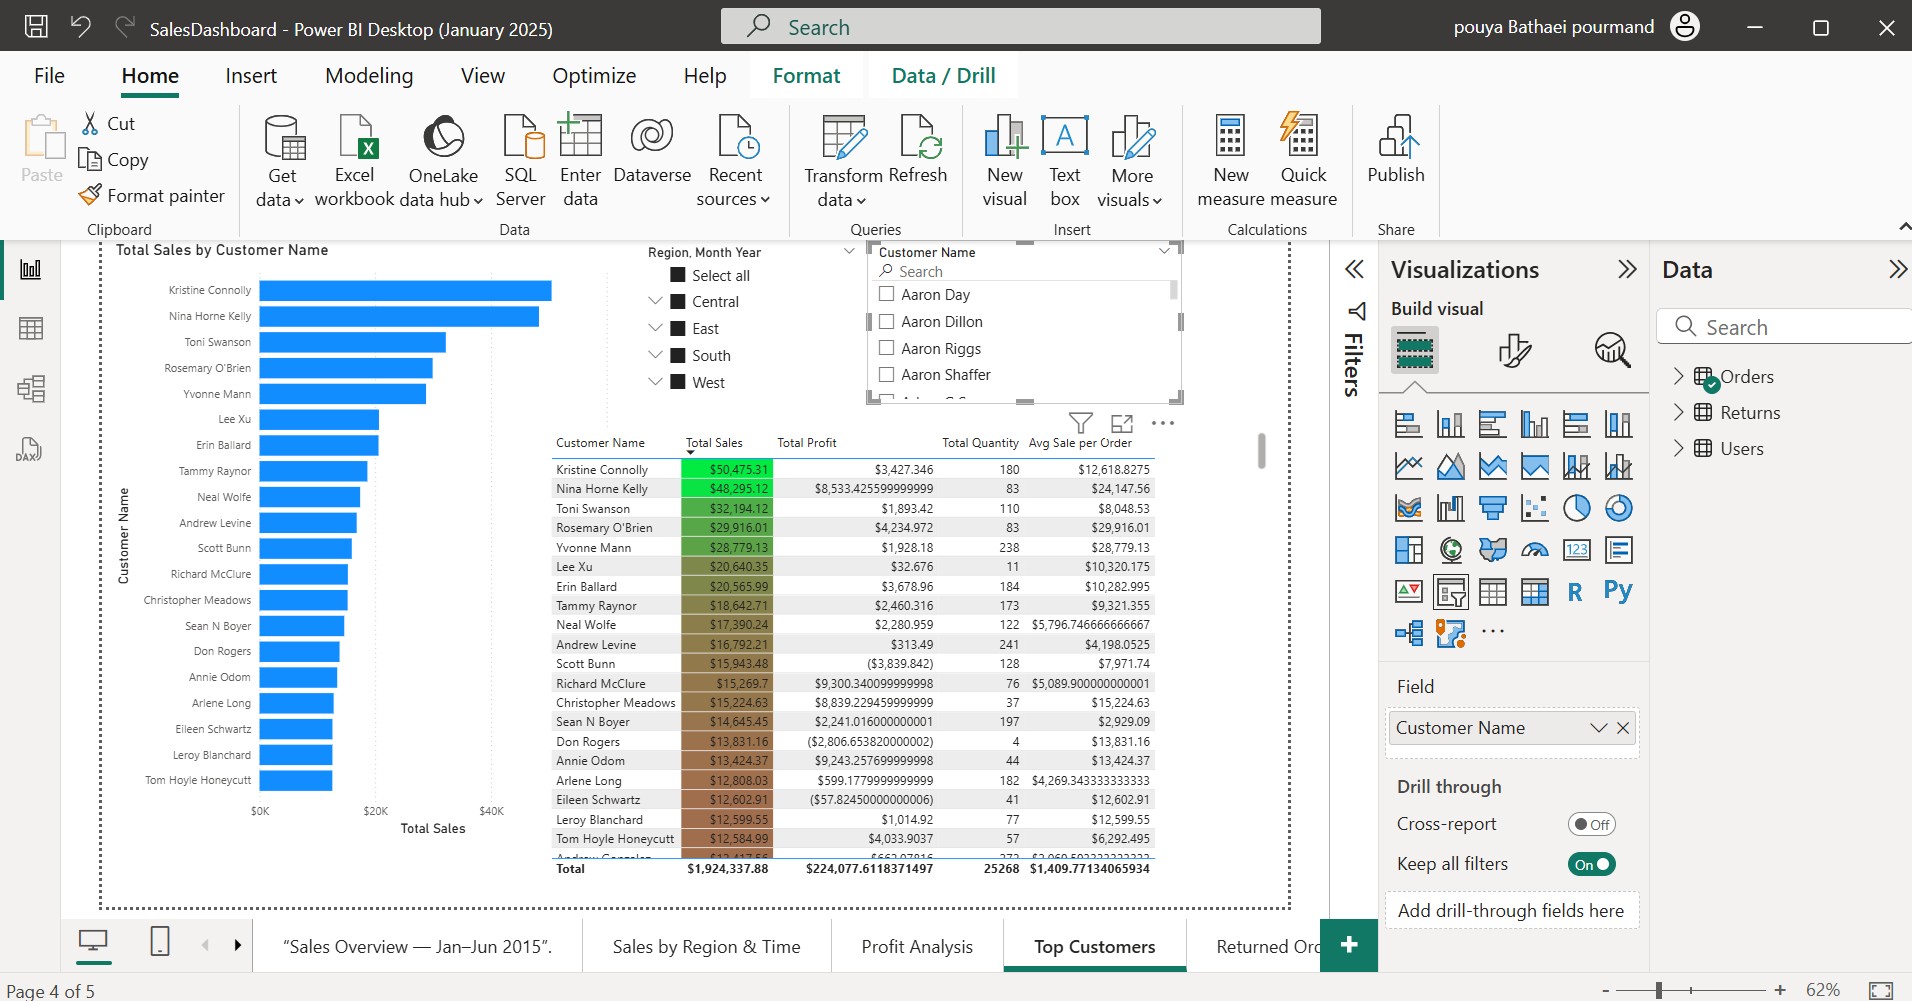 SalesDashboard - Power BI Desktop (January 2025)
Search
pouya Bathaei pourmand
File Home Insert Modeling View Optimize Help Format Data / Drill
Paste
Cut
Copy
Format painter
Clipboard
Get data
Excel workbook
OneLake data hub
SQL Server
Enter data
Dataverse
Recent sources
Data
Transform data
Refresh
Queries
New visual
Text box
More visuals
Insert
New measure
Quick measure
Calculations
Publish
Share
Total Sales by Customer Name
Customer Name
Kristine Connolly
Nina Horne Kelly
Toni Swanson
Rosemary O'Brien
Yvonne Mann
Lee Xu
Erin Ballard
Tammy Raynor
Neal Wolfe
Andrew Levine
Scott Bunn
Richard McClure
Christopher Meadows
Sean N Boyer
Don Rogers
Annie Odom
Arlene Long
Eileen Schwartz
Leroy Blanchard
Tom Hoyle Honeycutt
$0K $20K $40K
Total Sales
Region, Month Year
Select all
Central
East
South
West
Customer Name
Search
Aaron Day
Aaron Dillon
Aaron Riggs
Aaron Shaffer
Customer Name Total Sales Total Profit Total Quantity Avg Sale per Order
Kristine Connolly $50,475.31 $3,427.346 180 $12,618.8275
Nina Horne Kelly $48,295.12 $8,533.425599999999 83 $24,147.56
Toni Swanson $32,194.12 $1,893.42 110 $8,048.53
Rosemary O'Brien $29,916.01 $4,234.972 83 $29,916.01
Yvonne Mann $28,779.13 $1,928.18 238 $28,779.13
Lee Xu $20,640.35 $32.676 11 $10,320.175
Erin Ballard $20,565.99 $3,678.96 184 $10,282.995
Tammy Raynor $18,642.71 $2,460.316 173 $9,321.355
Neal Wolfe $17,390.24 $2,280.959 122 $5,796.746666666667
Andrew Levine $16,792.21 $313.49 241 $4,198.0525
Scott Bunn $15,943.48 ($3,839.842) 128 $7,971.74
Richard McClure $15,269.7 $9,300.340099999998 76 $5,089.900000000001
Christopher Meadows $15,224.63 $8,839.229459999999 37 $15,224.63
Sean N Boyer $14,645.45 $2,241.016000000001 197 $2,929.09
Don Rogers $13,831.16 ($2,806.653820000002) 4 $13,831.16
Annie Odom $13,424.37 $9,243.257699999998 44 $13,424.37
Arlene Long $12,808.03 $599.1779999999999 182 $4,269.343333333333
Eileen Schwartz $12,602.91 ($57.82450000000006) 41 $12,602.91
Leroy Blanchard $12,599.55 $1,014.92 77 $12,599.55
Tom Hoyle Honeycutt $12,584.99 $4,033.9037 57 $6,292.495
Total $1,924,337.88 $224,077.6118371497 25268 $1,409.77134065934
Filters
Visualizations
Build visual
123
R
Py
Field
Customer Name
Drill through
Cross-report Off
Keep all filters On
Add drill-through fields here
Data
Search
Orders
Returns
Users
DAX
“Sales Overview — Jan–Jun 2015”. Sales by Region & Time Profit Analysis Top Customers Returned Orc
Page 4 of 5
62%